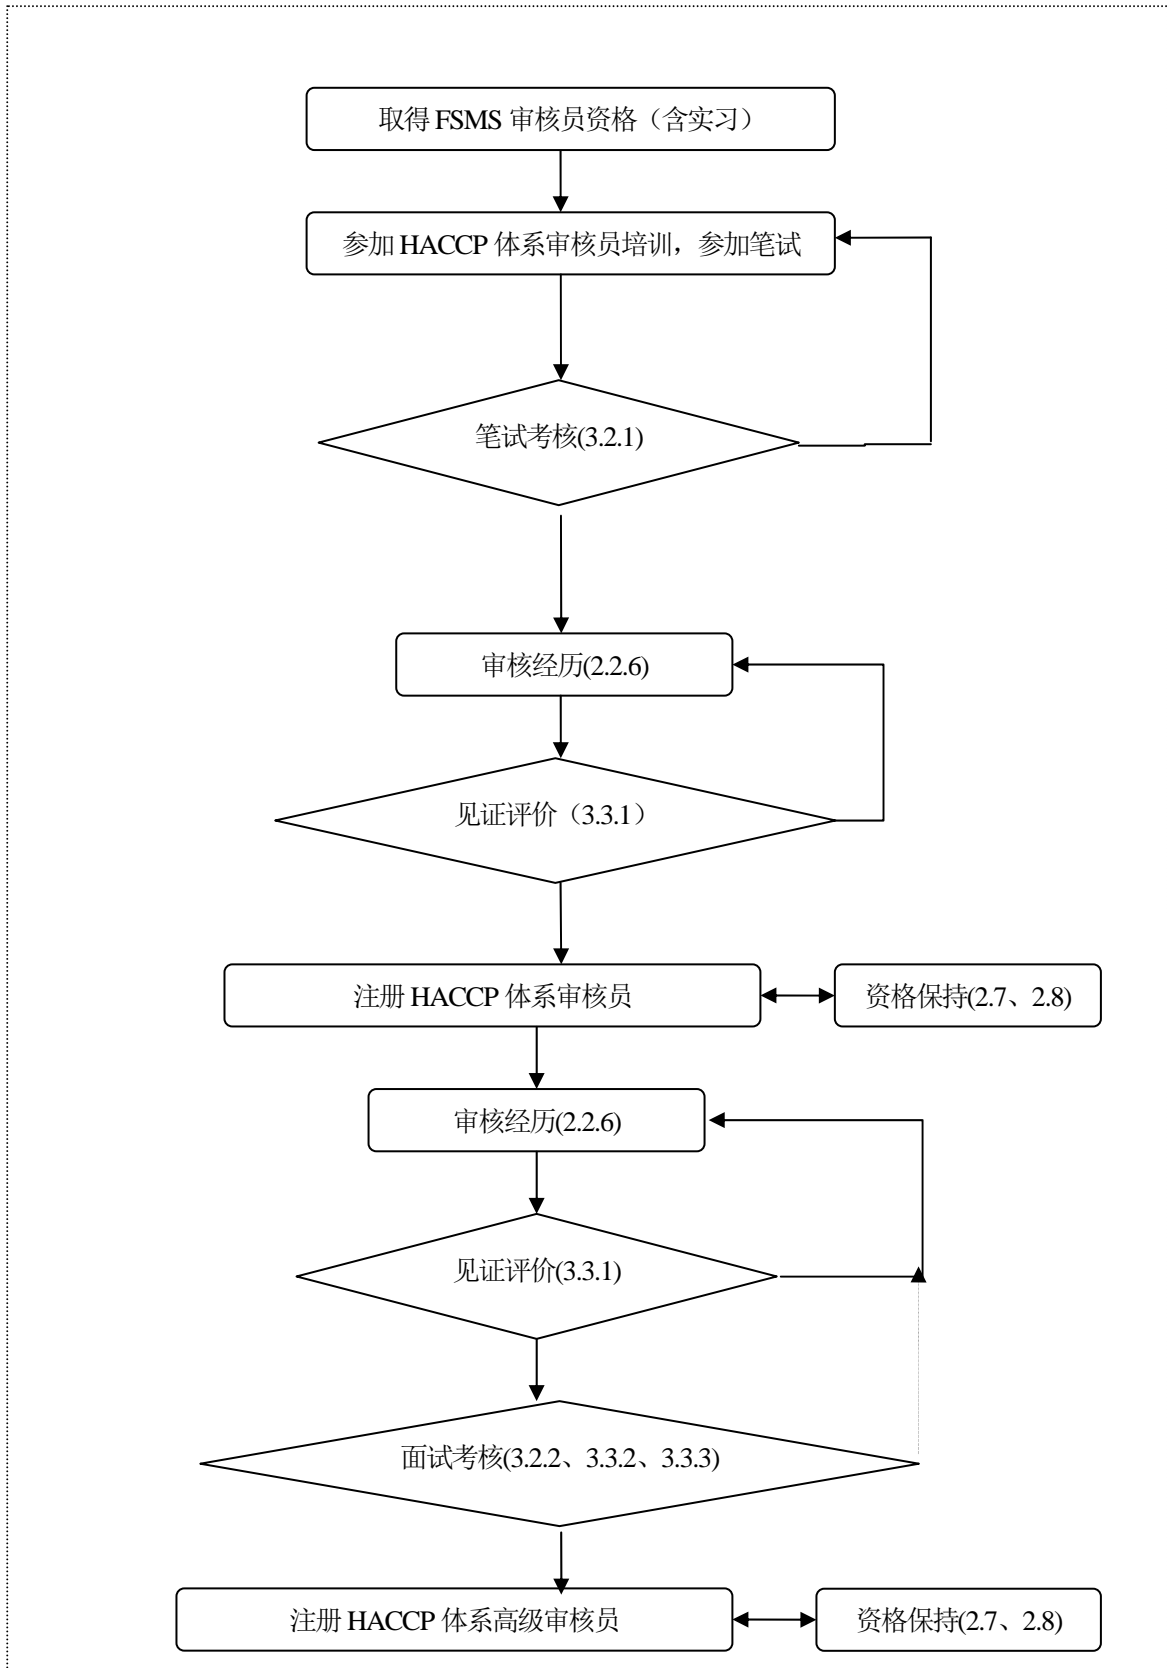 取得 FSMS 审核员资格（含实习）
参加 HACCP 体系审核员培训，参加笔试
笔试考核(3.2.1)
审核经历(2.2.6)
见证评价（3.3.1）
注册 HACCP 体系审核员
资格保持(2.7、2.8)
审核经历(2.2.6)
见证评价(3.3.1)
面试考核(3.2.2、3.3.2、3.3.3)
注册 HACCP 体系高级审核员
资格保持(2.7、2.8)